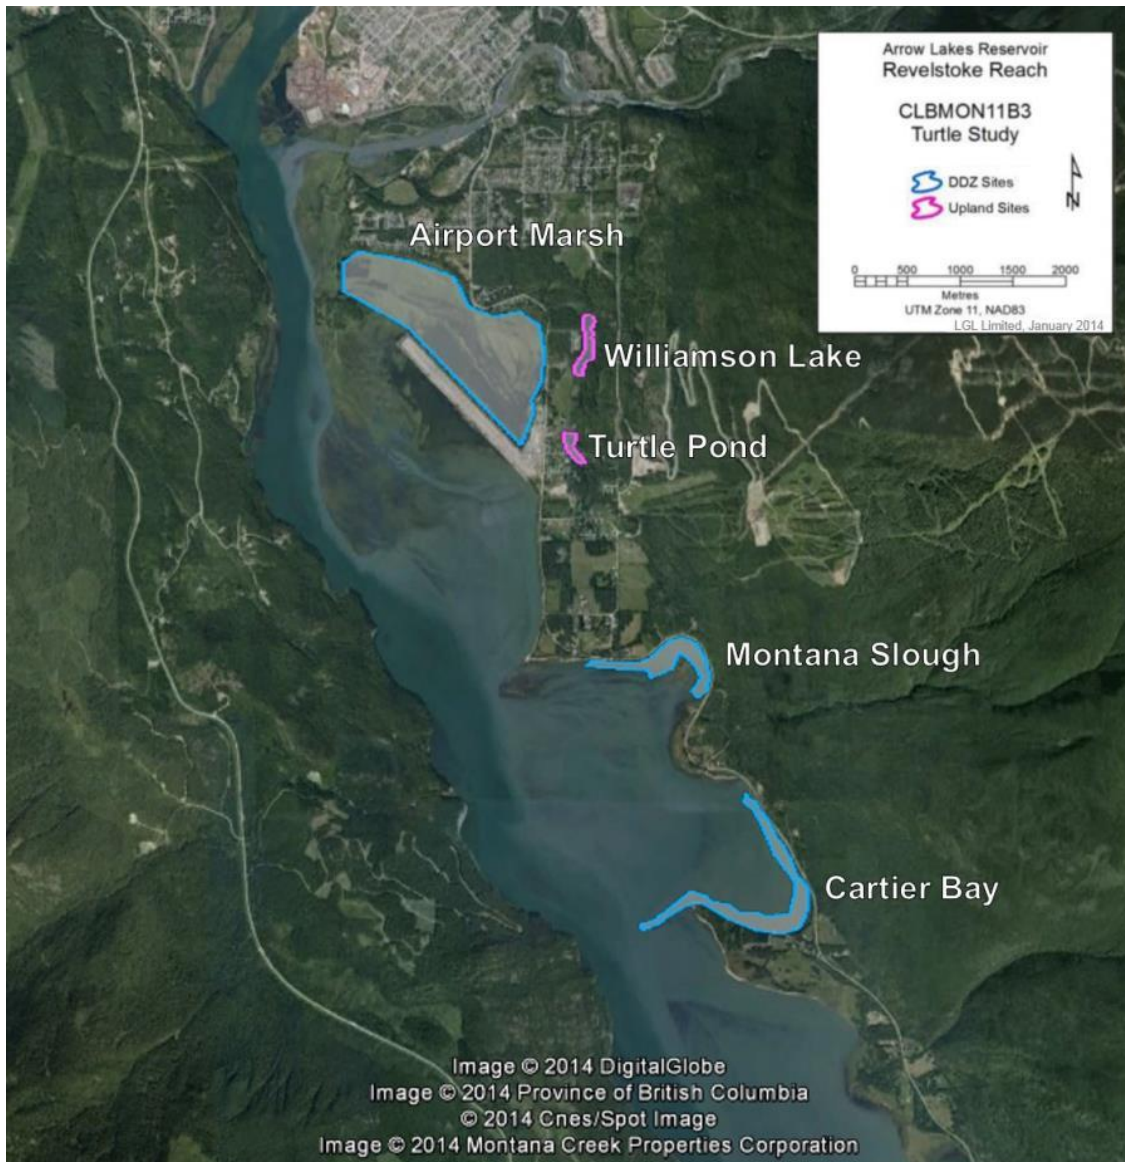 Arrow Lakes Reservoir
Revelstoke Reach
CLBMON11B3
Turtle Study
DDZ Sites
Upland Sites
N
0 500 1000 1500 2000
Metres
UTM Zone 11, NAD83
LGL Limited, January 2014
Airport Marsh
Williamson Lake
Turtle Pond
Montana Slough
Cartier Bay
Image © 2014 DigitalGlobe
Image © 2014 Province of British Columbia
© 2014 Cnes/Spot Image
Image © 2014 Montana Creek Properties Corporation